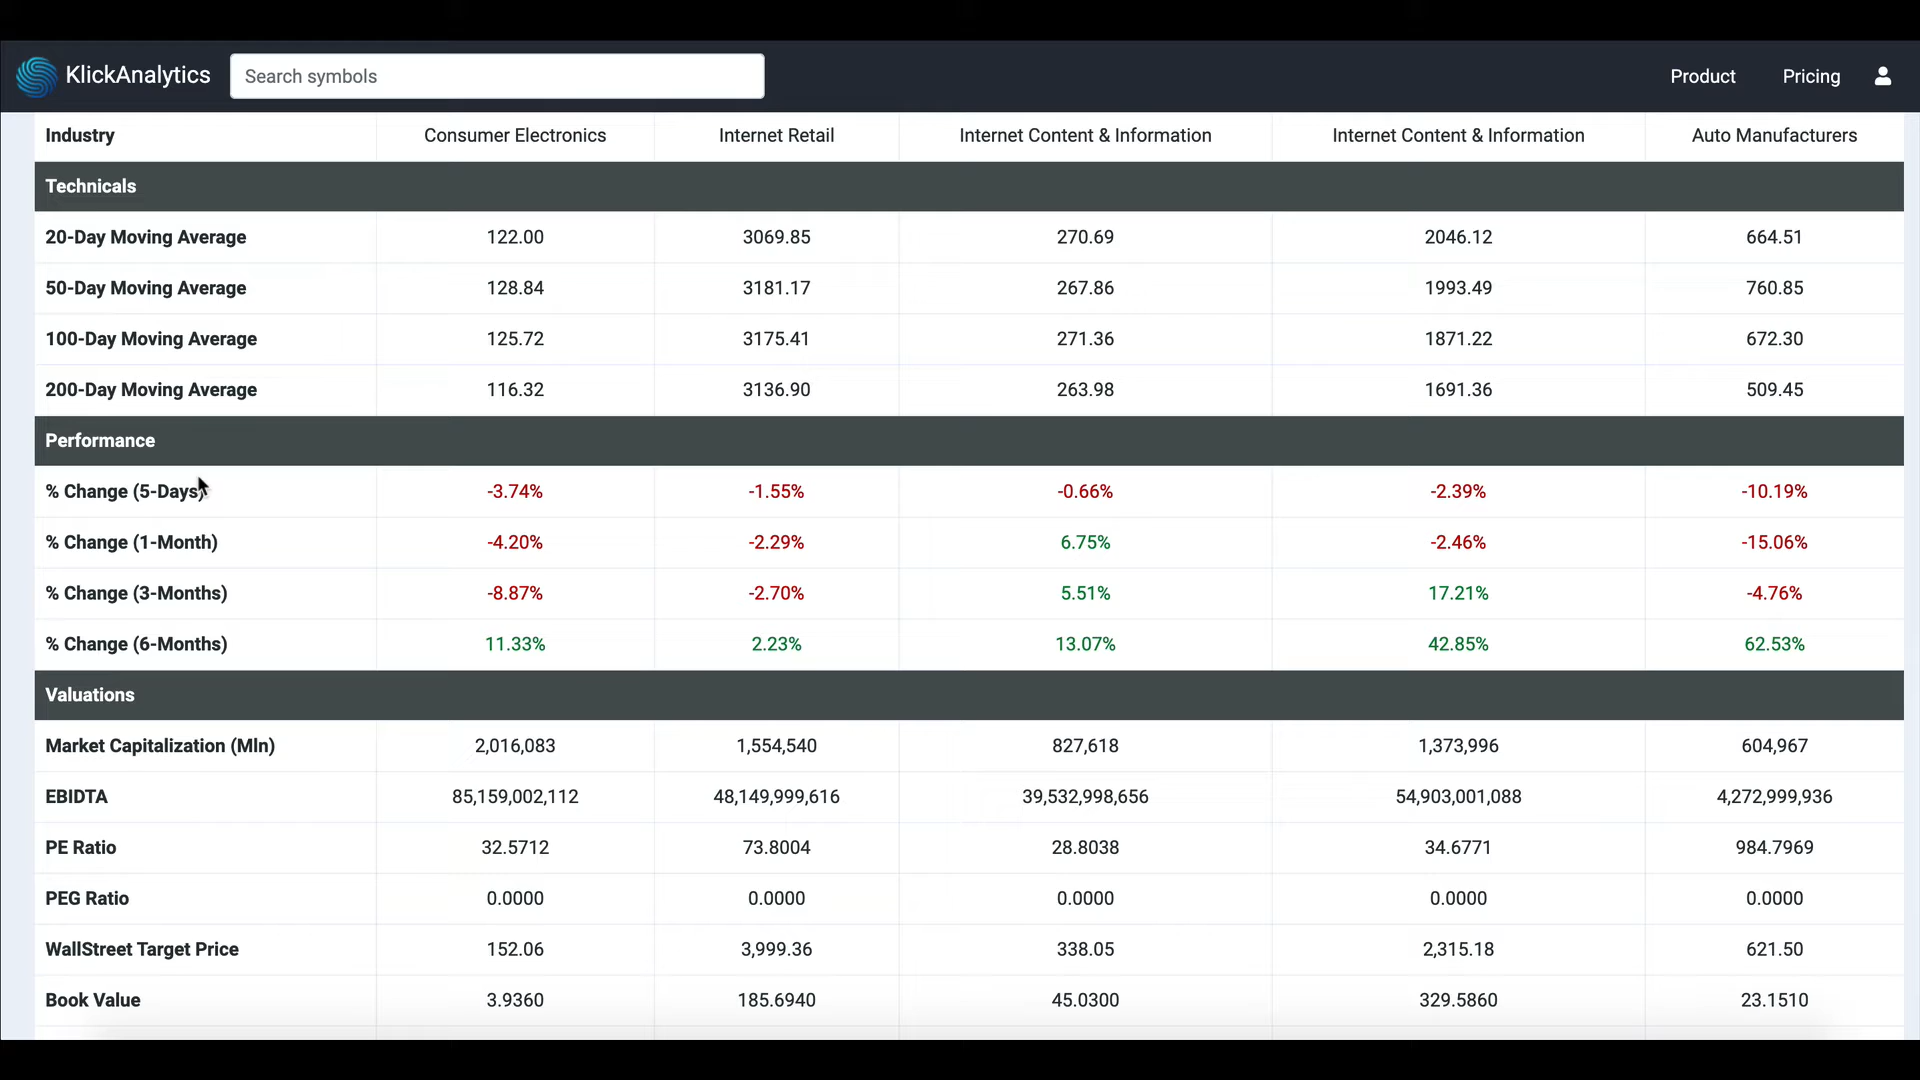 KlickAnalytics Search symbols Product Pricing
Industry Consumer Electronics Internet Retail Internet Content & Information Internet Content & Information Auto Manufacturers
Technicals
20-Day Moving Average 122.00 3069.85 270.69 2046.12 664.51
50-Day Moving Average 128.84 3181.17 267.86 1993.49 760.85
100-Day Moving Average 125.72 3175.41 271.36 1871.22 672.30
200-Day Moving Average 116.32 3136.90 263.98 1691.36 509.45
Performance
% Change (5-Days) -3.74% -1.55% -0.66% -2.39% -10.19%
% Change (1-Month) -4.20% -2.29% 6.75% -2.46% -15.06%
% Change (3-Months) -8.87% -2.70% 5.51% 17.21% -4.76%
% Change (6-Months) 11.33% 2.23% 13.07% 42.85% 62.53%
Valuations
Market Capitalization (Mln) 2,016,083 1,554,540 827,618 1,373,996 604,967
EBIDTA 85,159,002,112 48,149,999,616 39,532,998,656 54,903,001,088 4,272,999,936
PE Ratio 32.5712 73.8004 28.8038 34.6771 984.7969
PEG Ratio 0.0000 0.0000 0.0000 0.0000 0.0000
WallStreet Target Price 152.06 3,999.36 338.05 2,315.18 621.50
Book Value 3.9360 185.6940 45.0300 329.5860 23.1510